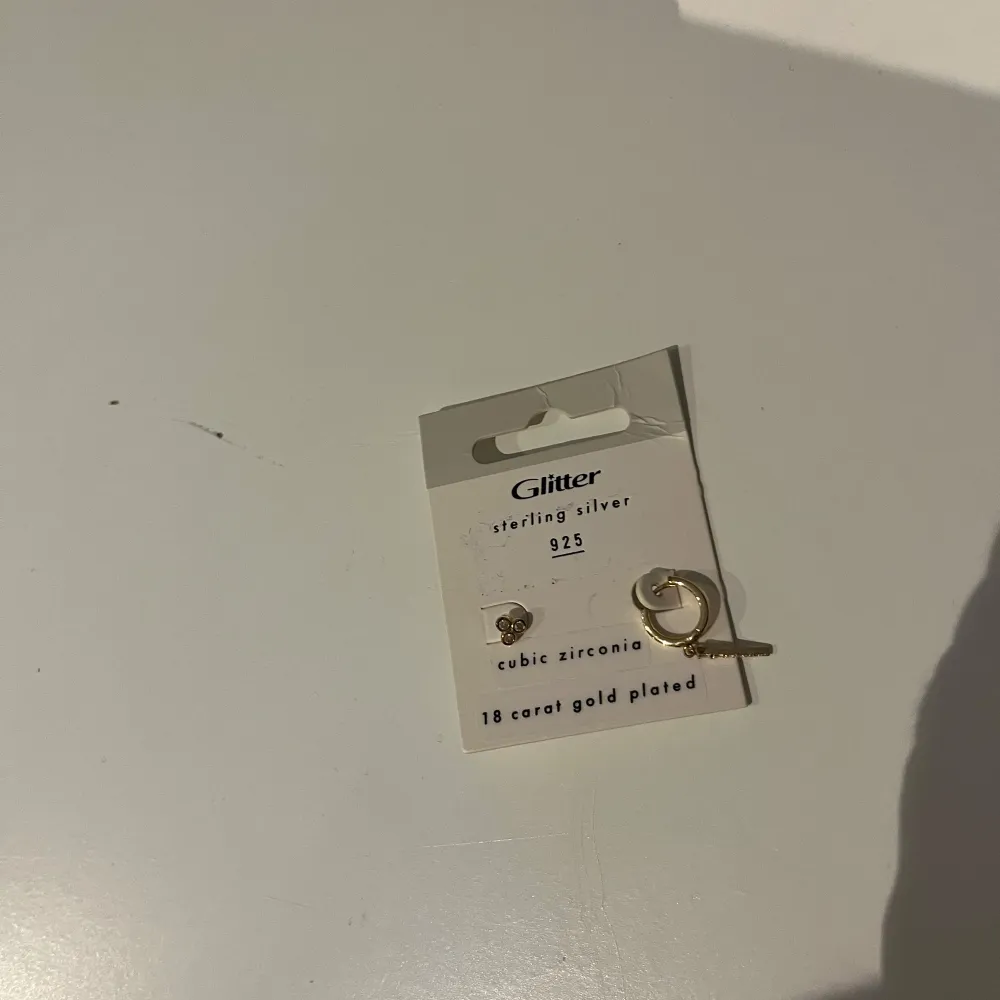 Glitter
sterling silver
925
cubic zirconia
18 carat gold plated